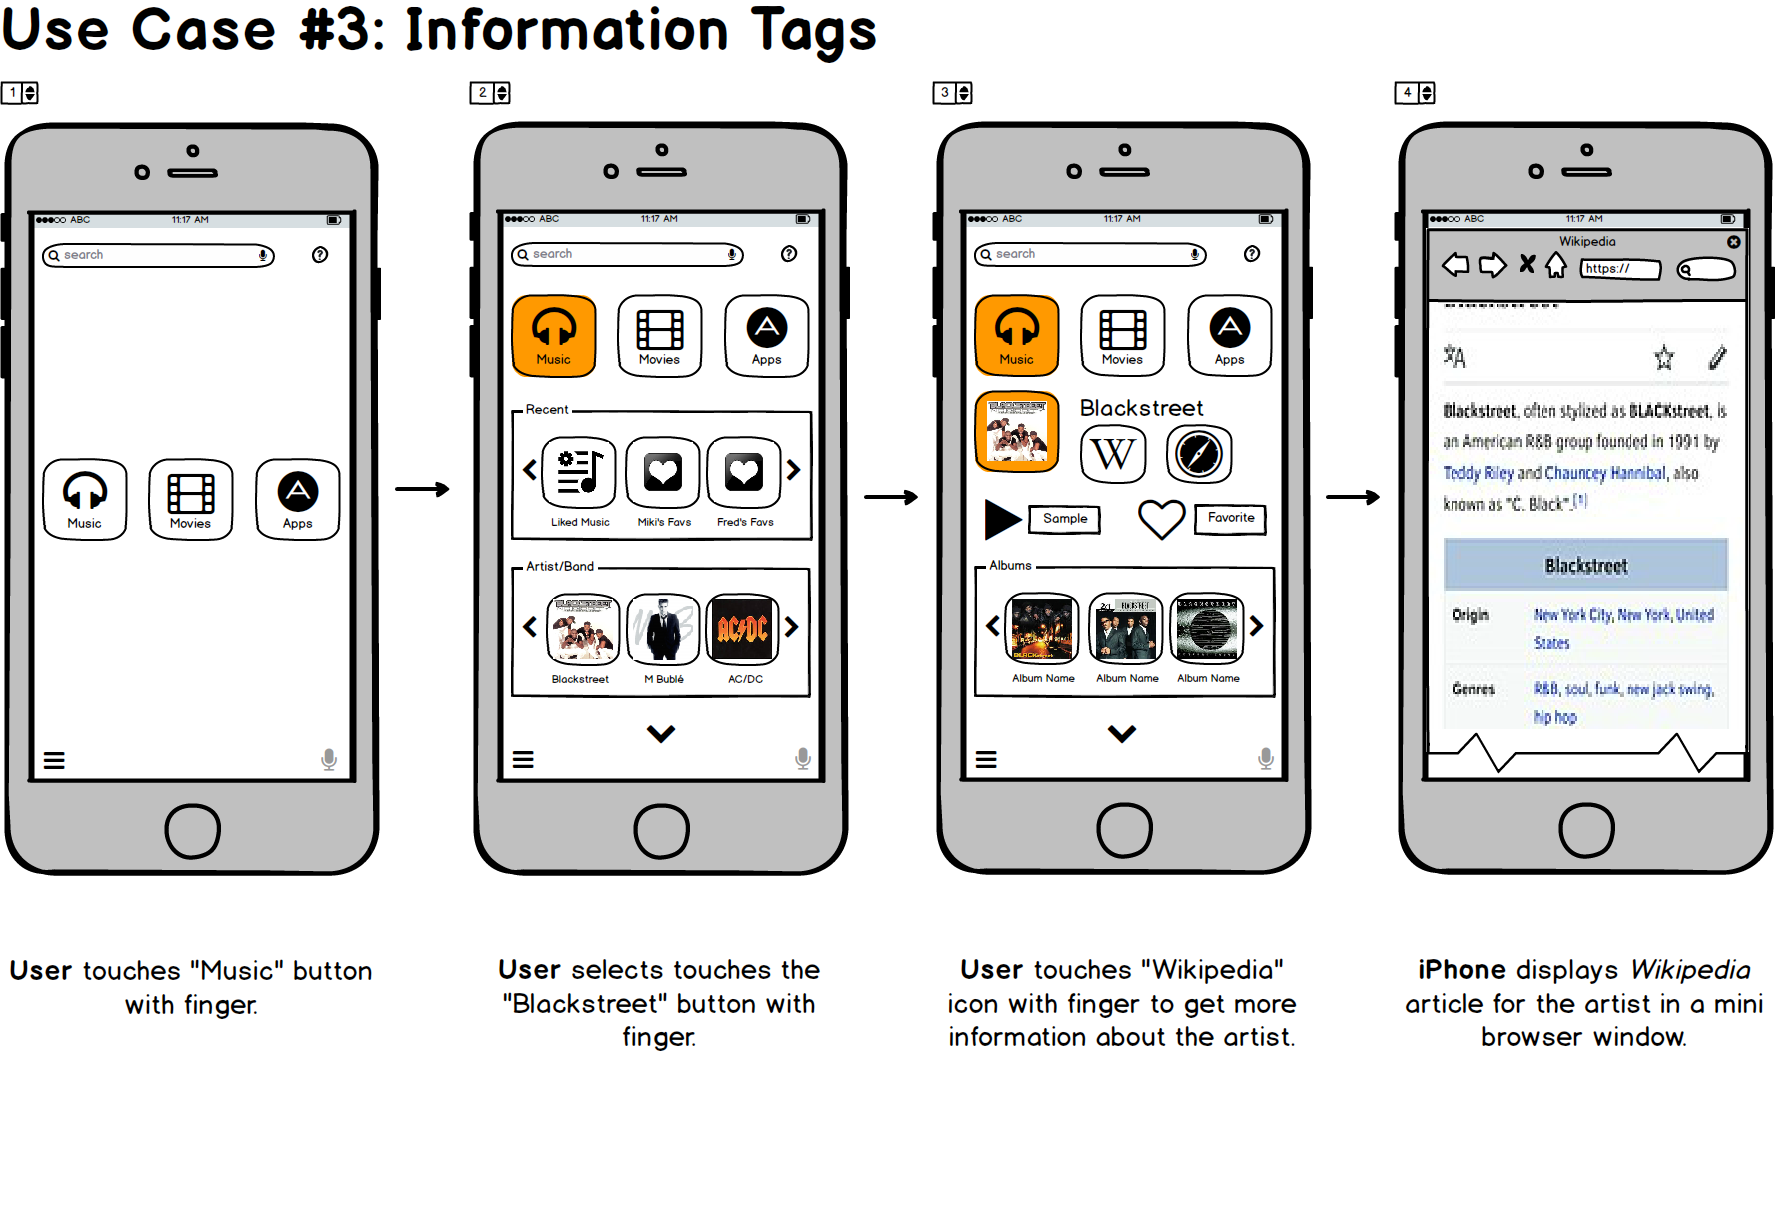 Use Case #3: Information Tags
1
2
3
4
ABC 11:17 AM
search
?
Music
Movies
Apps
User touches "Music" button
with finger.
ABC 11:17 AM
search
?
Music
Movies
Apps
Recent
Liked Music
Miki's Favs
Fred's Favs
Artist/Band
BLACKSTREET
AC/DC
Blackstreet
M Bublé
AC/DC
User selects touches the
"Blackstreet" button with
finger.
ABC 11:17 AM
search
?
Music
Movies
Apps
BLACKSTREET
Blackstreet
W
Sample
Favorite
Albums
Album Name
Album Name
Album Name
User touches "Wikipedia"
icon with finger to get more
information about the artist.
ABC 11:17 AM
Wikipedia
https://
Blackstreet, often stylized as BLACKstreet, is
an American R&B group founded in 1991 by
Teddy Riley and Chauncey Hannibal, also
known as "C. Black".[1]
Blackstreet
Origin New York City, New York, United
States
Genres R&B, soul, funk, new jack swing,
hip hop
iPhone displays Wikipedia
article for the artist in a mini
browser window.